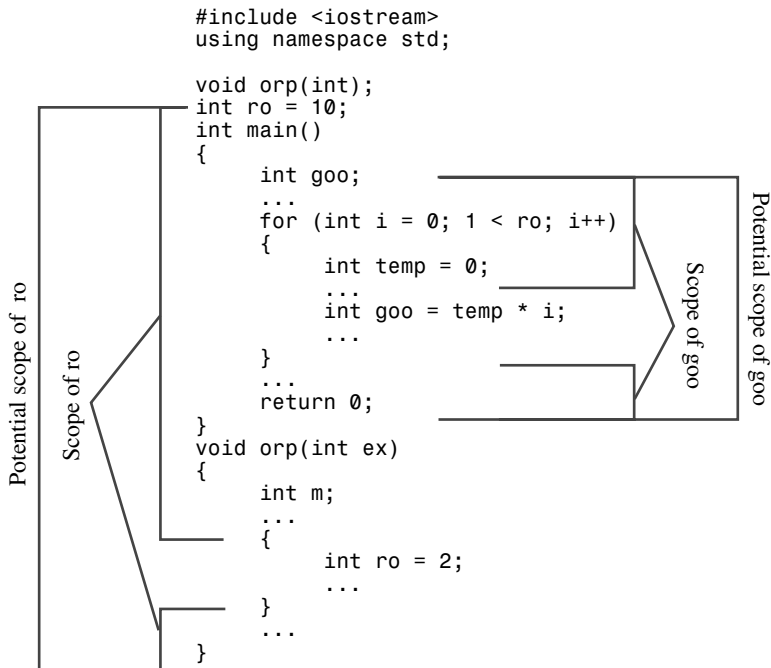 #include <iostream>
using namespace std;
void orp(int);
int ro = 10;
int main()
{
int goo;
...
for (int i = 0; 1 < ro; i++)
{
int temp = 0;
...
int goo = temp * i;
...
}
...
return 0;
}
void orp(int ex)
{
int m;
...
{
int ro = 2;
...
}
...
}
Potential scope of ro
Scope of ro
Scope of goo
Potential scope of goo